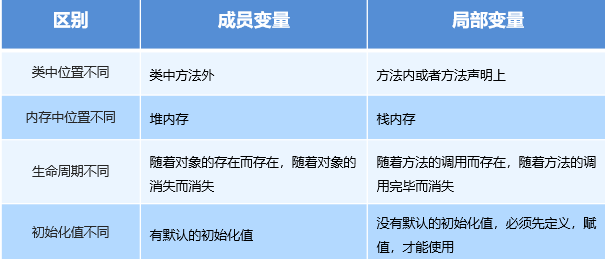 区别 成员变量 局部变量
类中位置不同 类中方法外 方法内或者方法声明上
内存中位置不同 堆内存 栈内存
生命周期不同
随着对象的存在而存在，随着对象的
消失而消失
随着方法的调用而存在，随着方法的调
用完毕而消失
初始化值不同 有默认的初始化值
没有默认的初始化值，必须先定义，赋
值，才能使用